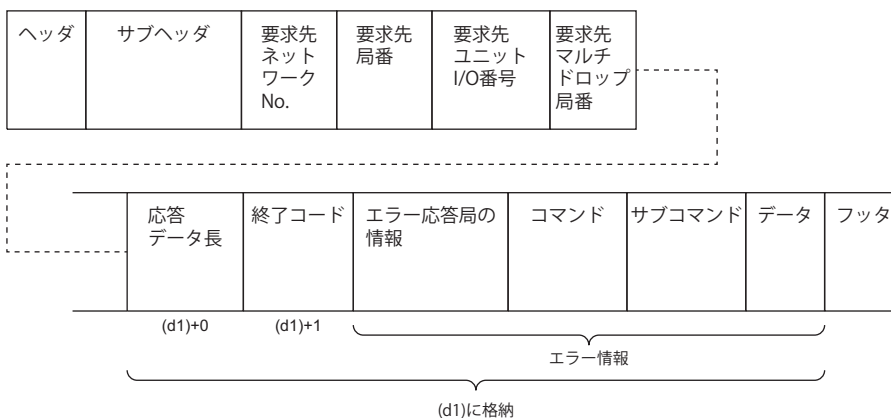 ヘッダ
サブヘッダ
要求先
ネット
ワーク
No.
要求先
局番
要求先
ユニット
I/O番号
要求先
マルチ
ドロップ
局番
応答
データ長
終了コード
エラー応答局の
情報
コマンド
サブコマンド
データ
フッタ
(d1)+0
(d1)+1
エラー情報
(d1)に格納